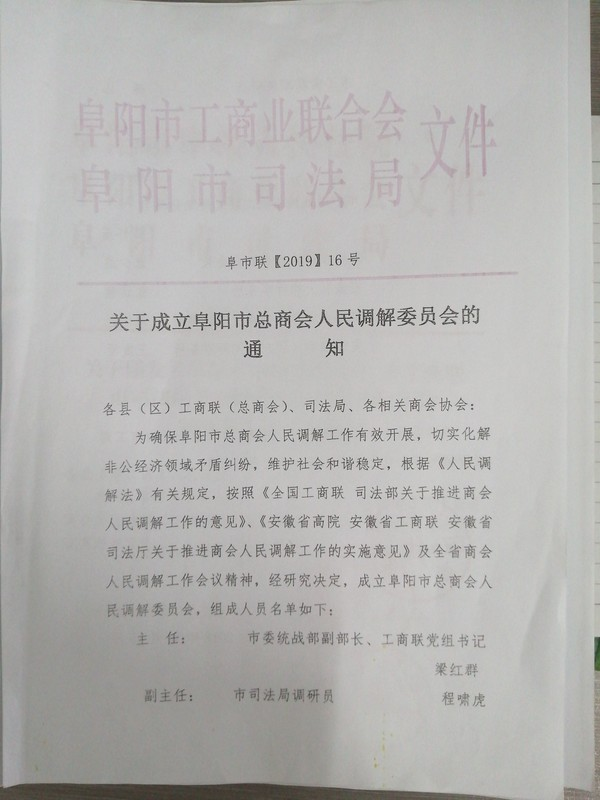 阜阳市工商业联合会
文件
阜阳市司法局
阜市联【2019】16号
关于成立阜阳市总商会人民调解委员会的
通 知
各县（区）工商联（总商会）、司法局、各相关商会协会：
为确保阜阳市总商会人民调解工作有效开展，切实化解
非公经济领域矛盾纠纷，维护社会和谐稳定，根据《人民调
解法》有关规定，按照《全国工商联 司法部关于推进商会
人民调解工作的意见》、《安徽省高院 安徽省工商联 安徽省
司法厅关于推进商会人民调解工作的实施意见》及全省商会
人民调解工作会议精神，经研究决定，成立阜阳市总商会人
民调解委员会，组成人员名单如下：
主 任： 市委统战部副部长、工商联党组书记
梁红群
副主任： 市司法局调研员 程啸虎